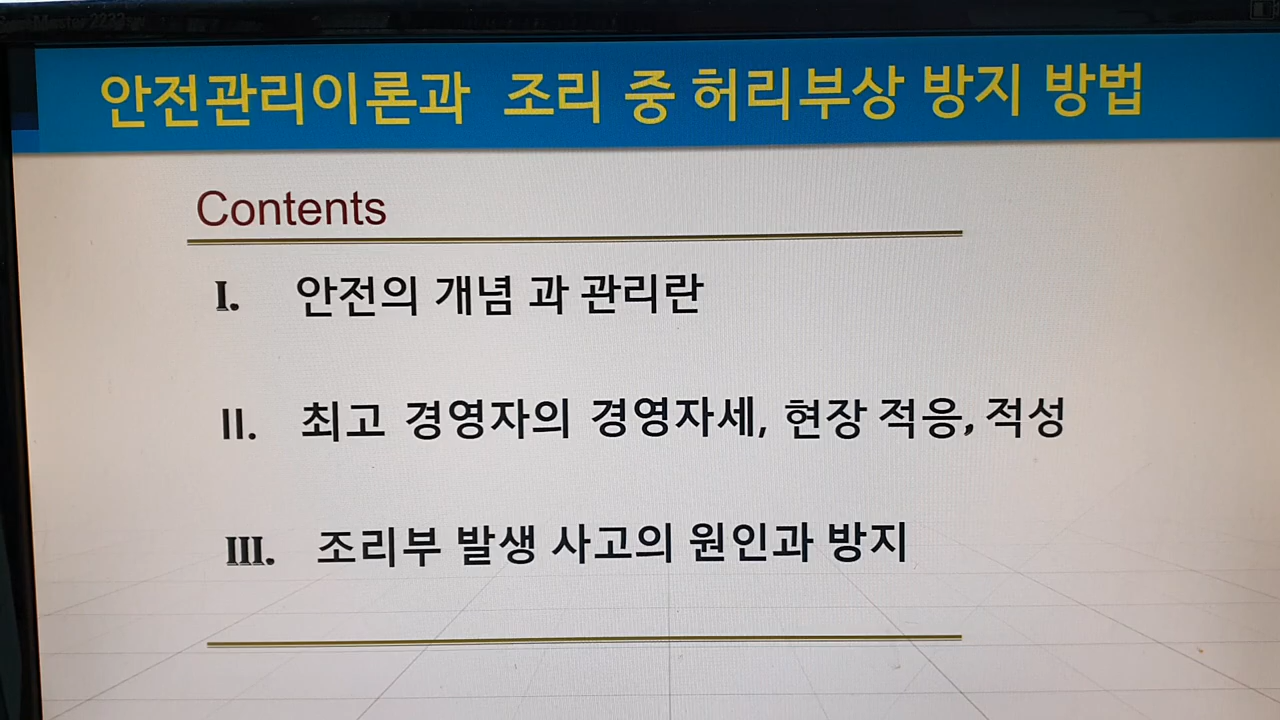 안전관리이론과 조리 중 허리부상 방지 방법
Contents
I. 안전의 개념 과 관리란
II. 최고 경영자의 경영자세, 현장 적응, 적성
III. 조리부 발생 사고의 원인과 방지